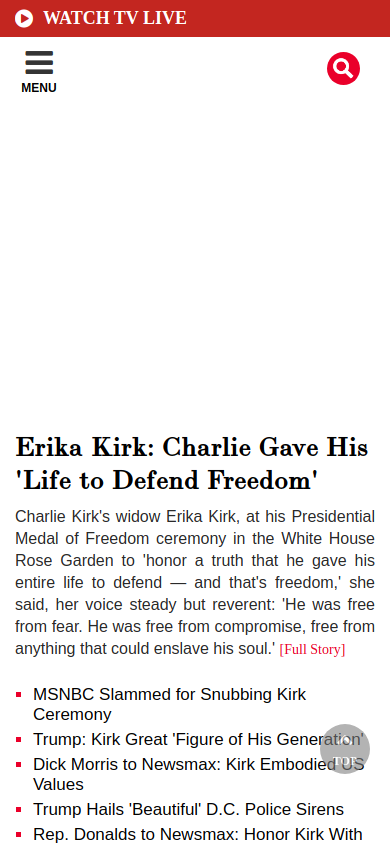 WATCH TV LIVE
MENU
Erika Kirk: Charlie Gave His
'Life to Defend Freedom'
Charlie Kirk's widow Erika Kirk, at his Presidential
Medal of Freedom ceremony in the White House
Rose Garden to 'honor a truth that he gave his
entire life to defend — and that's freedom,' she
said, her voice steady but reverent: 'He was free
from fear. He was free from compromise, free from
anything that could enslave his soul.' [Full Story]
MSNBC Slammed for Snubbing Kirk
Ceremony
Trump: Kirk Great 'Figure of His Generation'
Dick Morris to Newsmax: Kirk Embodied US
Values
TOP
Trump Hails 'Beautiful' D.C. Police Sirens
Rep. Donalds to Newsmax: Honor Kirk With